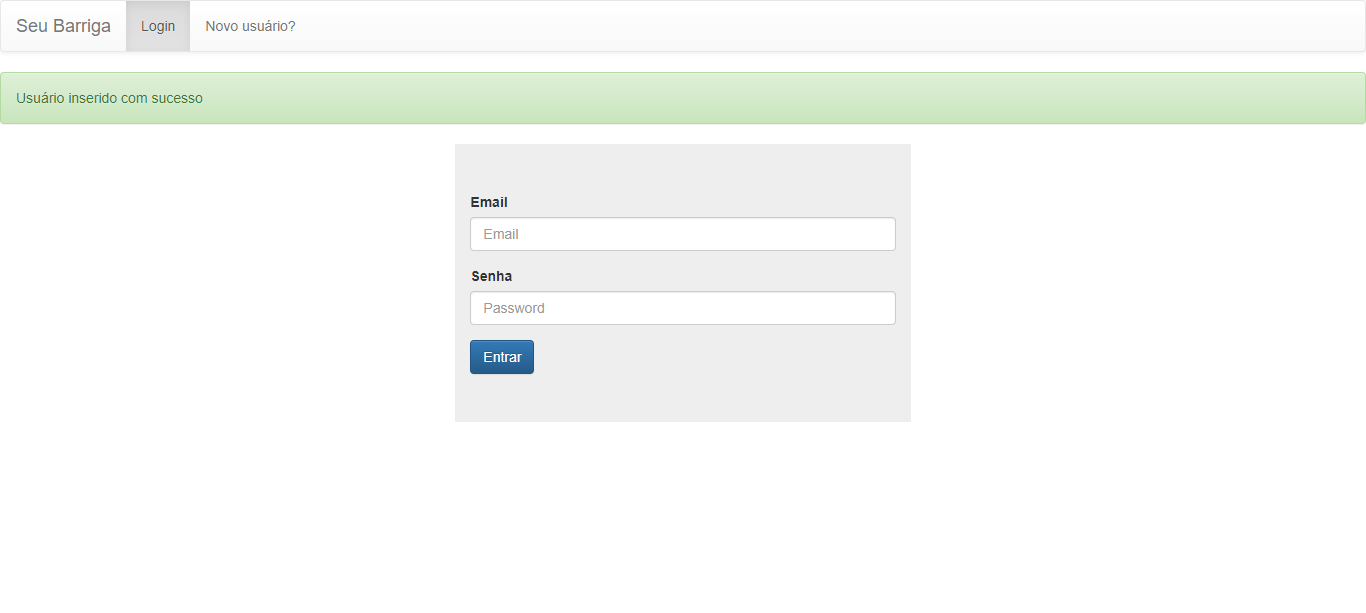 Seu Barriga Login Novo usuário?
Usuário inserido com sucesso
Email
Email
Senha
Password
Entrar